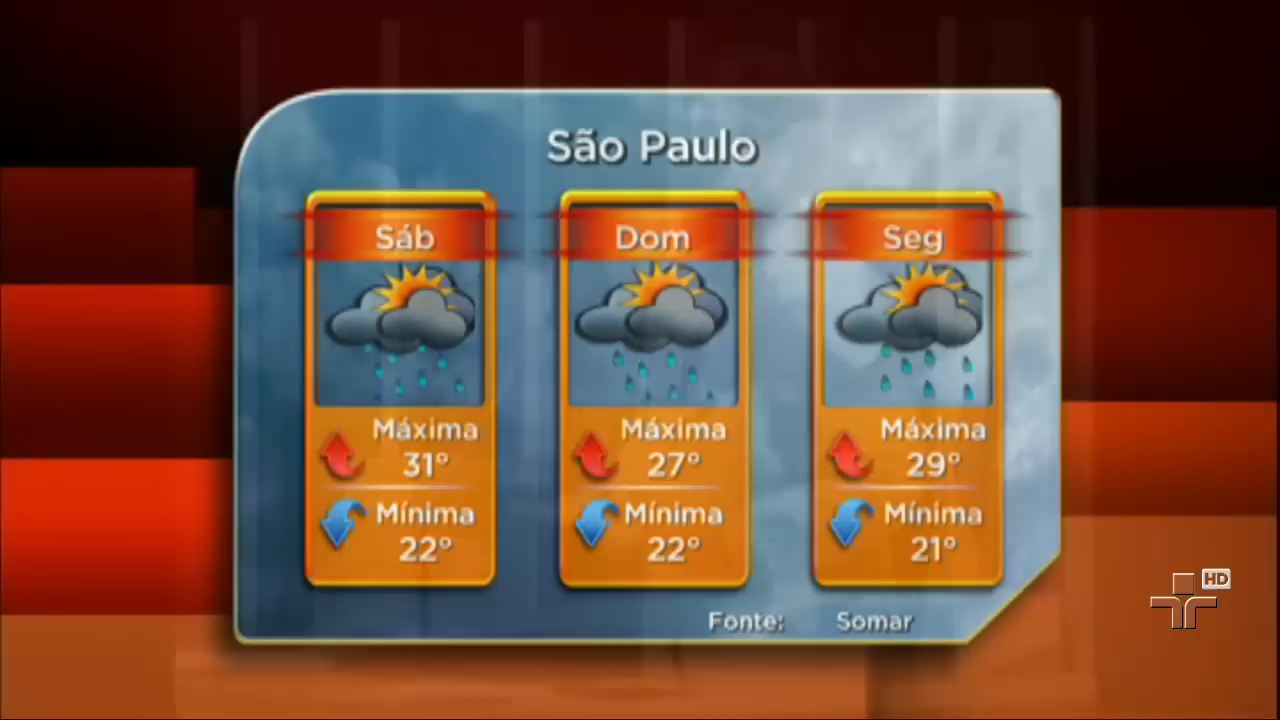 São Paulo
Sáb
Máxima
31°
Mínima
22°
Dom
Máxima
27°
Mínima
22°
Seg
Máxima
29°
Mínima
21°
Fonte: Somar
HD